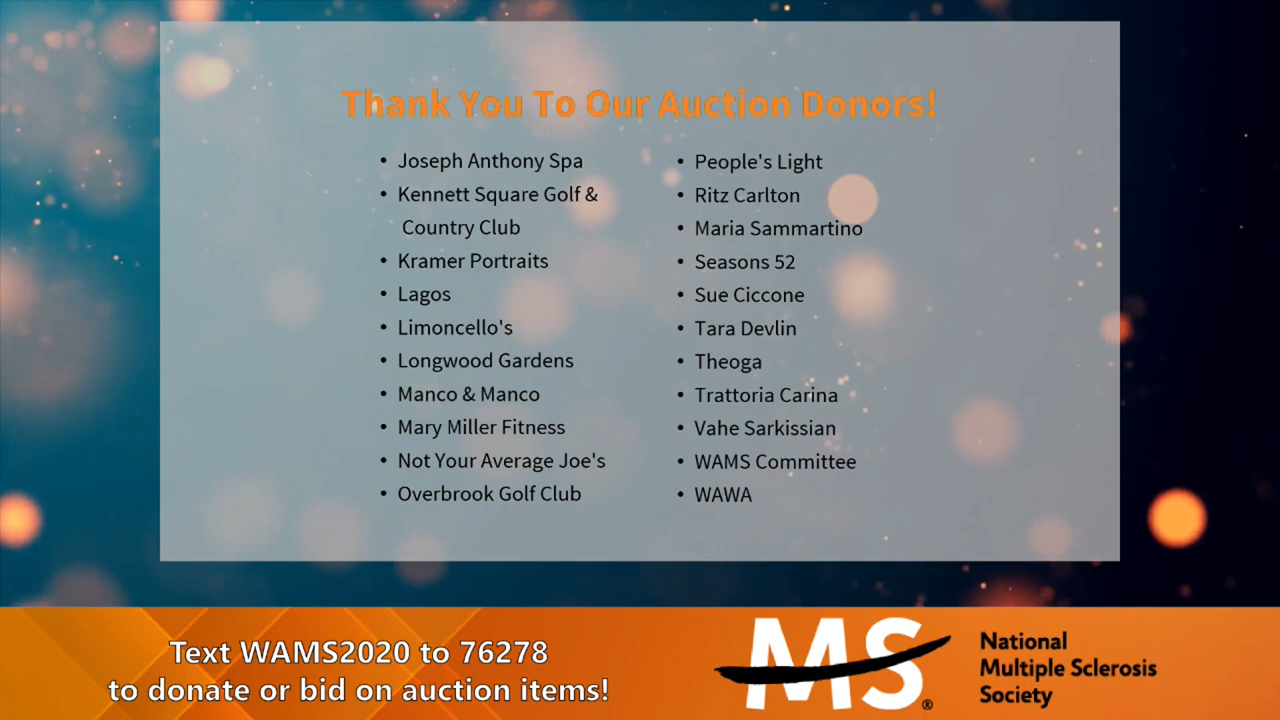 Thank You To Our Auction Donors!
• Joseph Anthony Spa
• Kennett Square Golf &
Country Club
• Kramer Portraits
• Lagos
• Limoncello's
• Longwood Gardens
• Manco & Manco
• Mary Miller Fitness
• Not Your Average Joe's
• Overbrook Golf Club
• People's Light
• Ritz Carlton
• Maria Sammartino
• Seasons 52
• Sue Ciccone
• Tara Devlin
• Theoga
• Trattoria Carina
• Vahe Sarkissian
• WAMS Committee
• WAWA
Text WAMS2020 to 76278
to donate or bid on auction items!
MS®
National
Multiple Sclerosis
Society